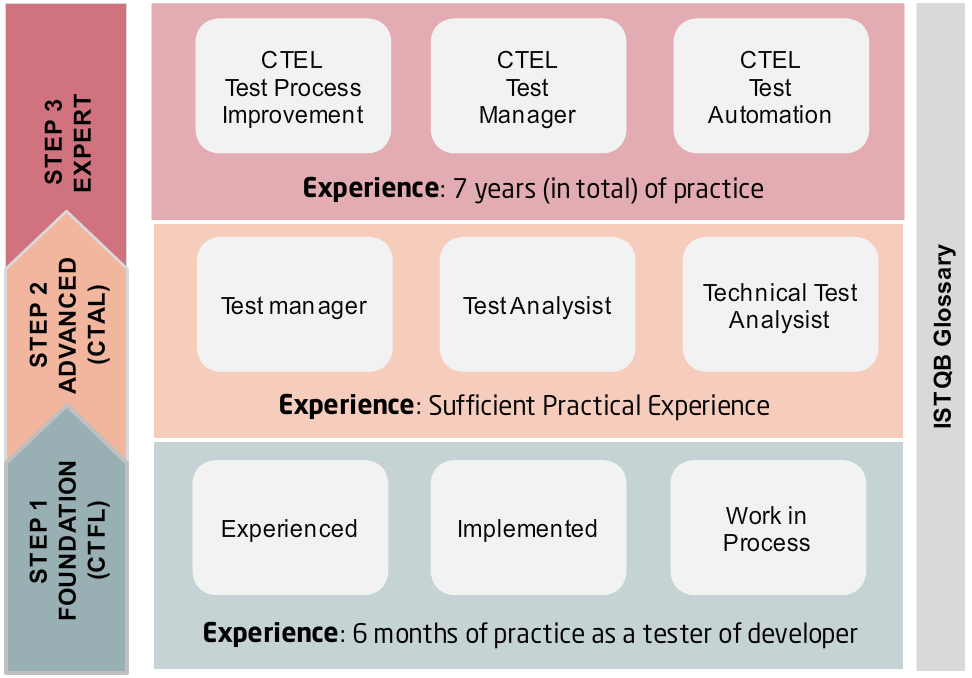 STEP 3
EXPERT
CTEL
Test Process
Improvement
CTEL
Test
Manager
CTEL
Test
Automation
Experience: 7 years (in total) of practice
STEP 2
ADVANCED
(CTAL)
Test manager
Test Analysist
Technical Test
Analysist
Experience: Sufficient Practical Experience
STEP 1
FOUNDATION
(CTFL)
Experienced
Implemented
Work in
Process
Experience: 6 months of practice as a tester of developer
ISTQB Glossary